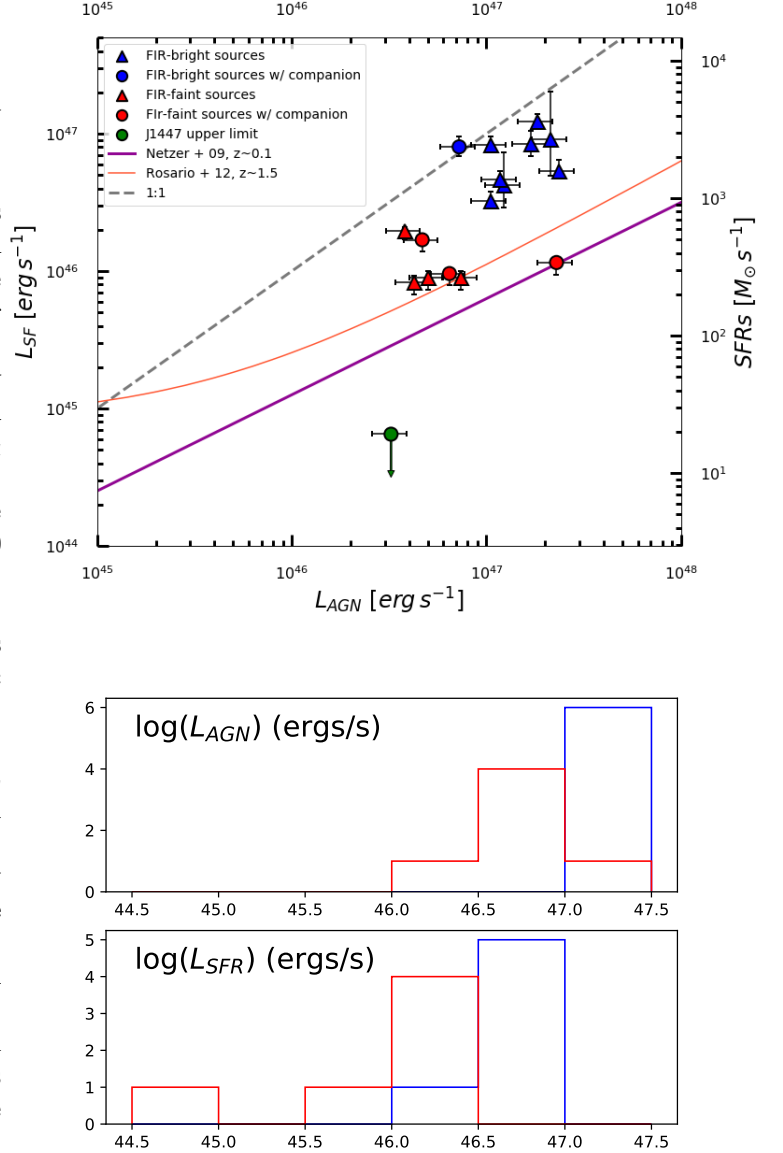 10^45 10^46 10^47 10^48
FIR-bright sources
FIR-bright sources w/ companion
FIR-faint sources
FIr-faint sources w/ companion
J1447 upper limit
Netzer + 09, z~0.1
Rosario + 12, z~1.5
1:1
10^47
10^46
10^45
10^44
L_SF [erg s^−1]
10^4
10^3
10^2
10^1
SFRs [M_⊙ s^−1]
10^45 10^46 10^47 10^48
L_AGN [erg s^−1]
log(L_AGN) (ergs/s)
6
4
2
0
44.5 45.0 45.5 46.0 46.5 47.0 47.5
log(L_SFR) (ergs/s)
5
4
3
2
1
0
44.5 45.0 45.5 46.0 46.5 47.0 47.5